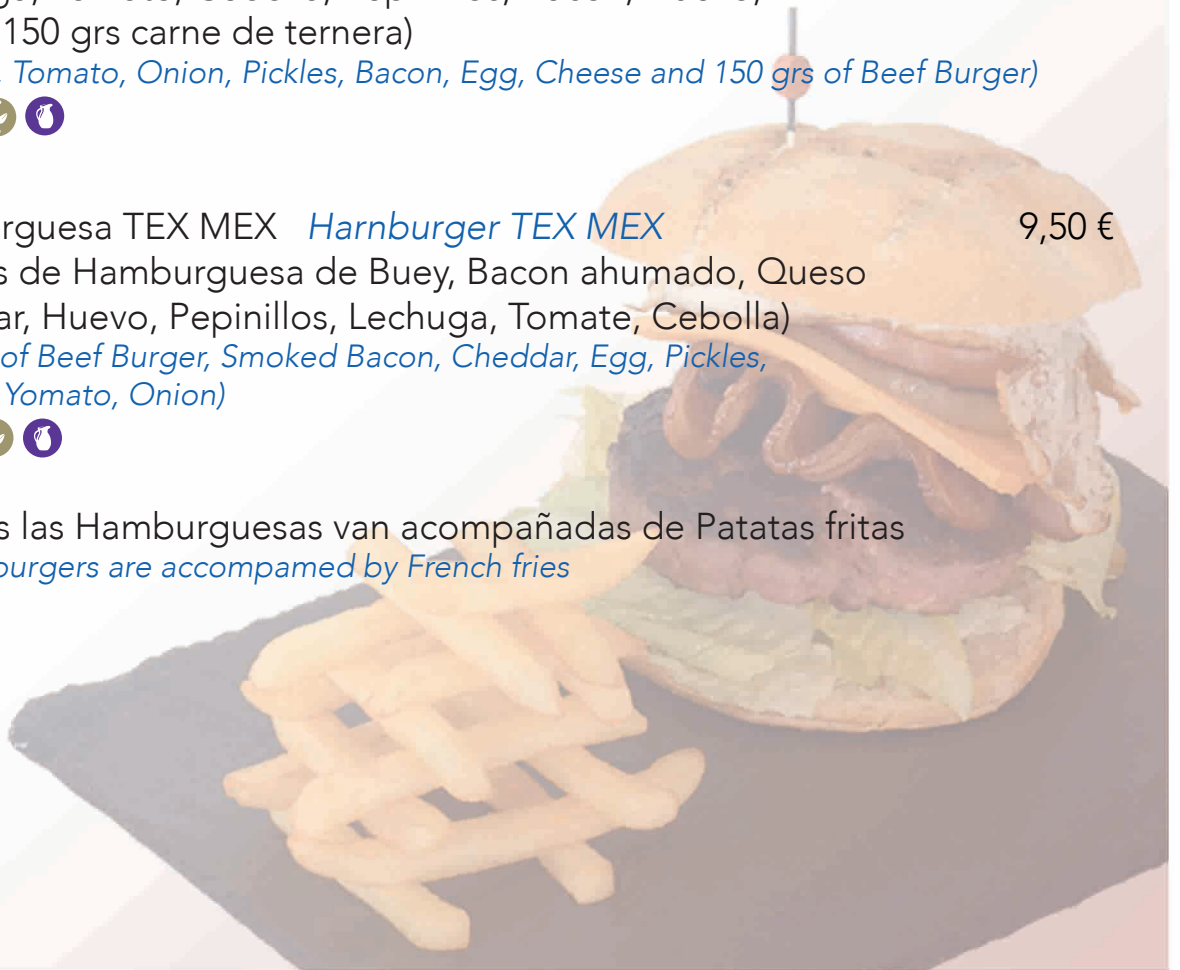 150 grs carne de ternera)
Tomato, Onion, Pickles, Bacon, Egg, Cheese and 150 grs of Beef Burger)
rguesa TEX MEX Harnburger TEX MEX 9,50 €
s de Hamburguesa de Buey, Bacon ahumado, Queso
ar, Huevo, Pepinillos, Lechuga, Tomate, Cebolla)
of Beef Burger, Smoked Bacon, Cheddar, Egg, Pickles,
Yomato, Onion)
s las Hamburguesas van acompañadas de Patatas fritas
burgers are accompamed by French fries